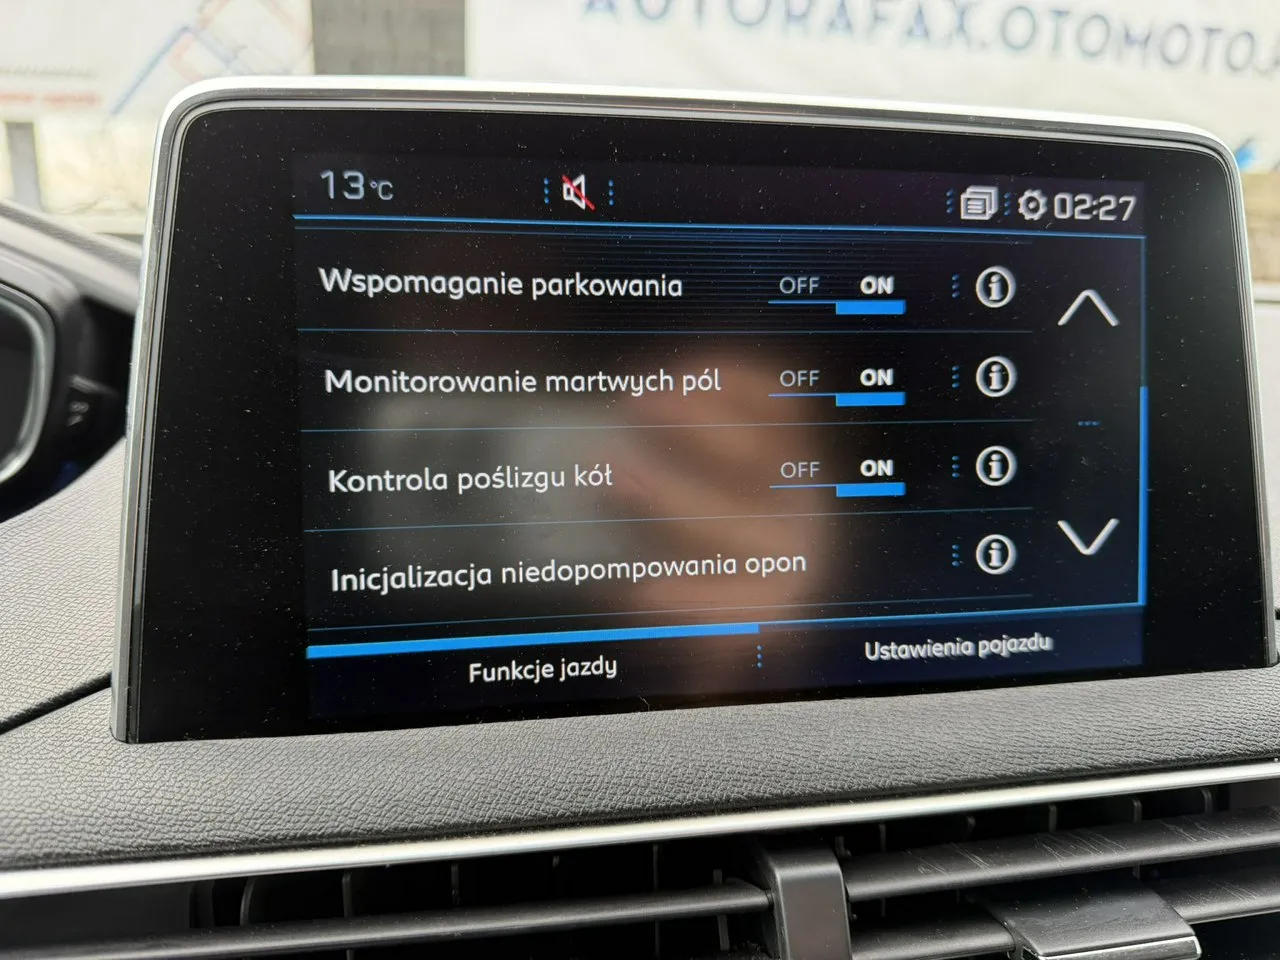 AUTORAFAX.OTOMOTO.
13°C
02:27
Wspomaganie parkowania OFF ON
Monitorowanie martwych pól OFF ON
Kontrola poślizgu kół OFF ON
Inicjalizacja niedopompowania opon
Funkcje jazdy
Ustawienia pojazdu